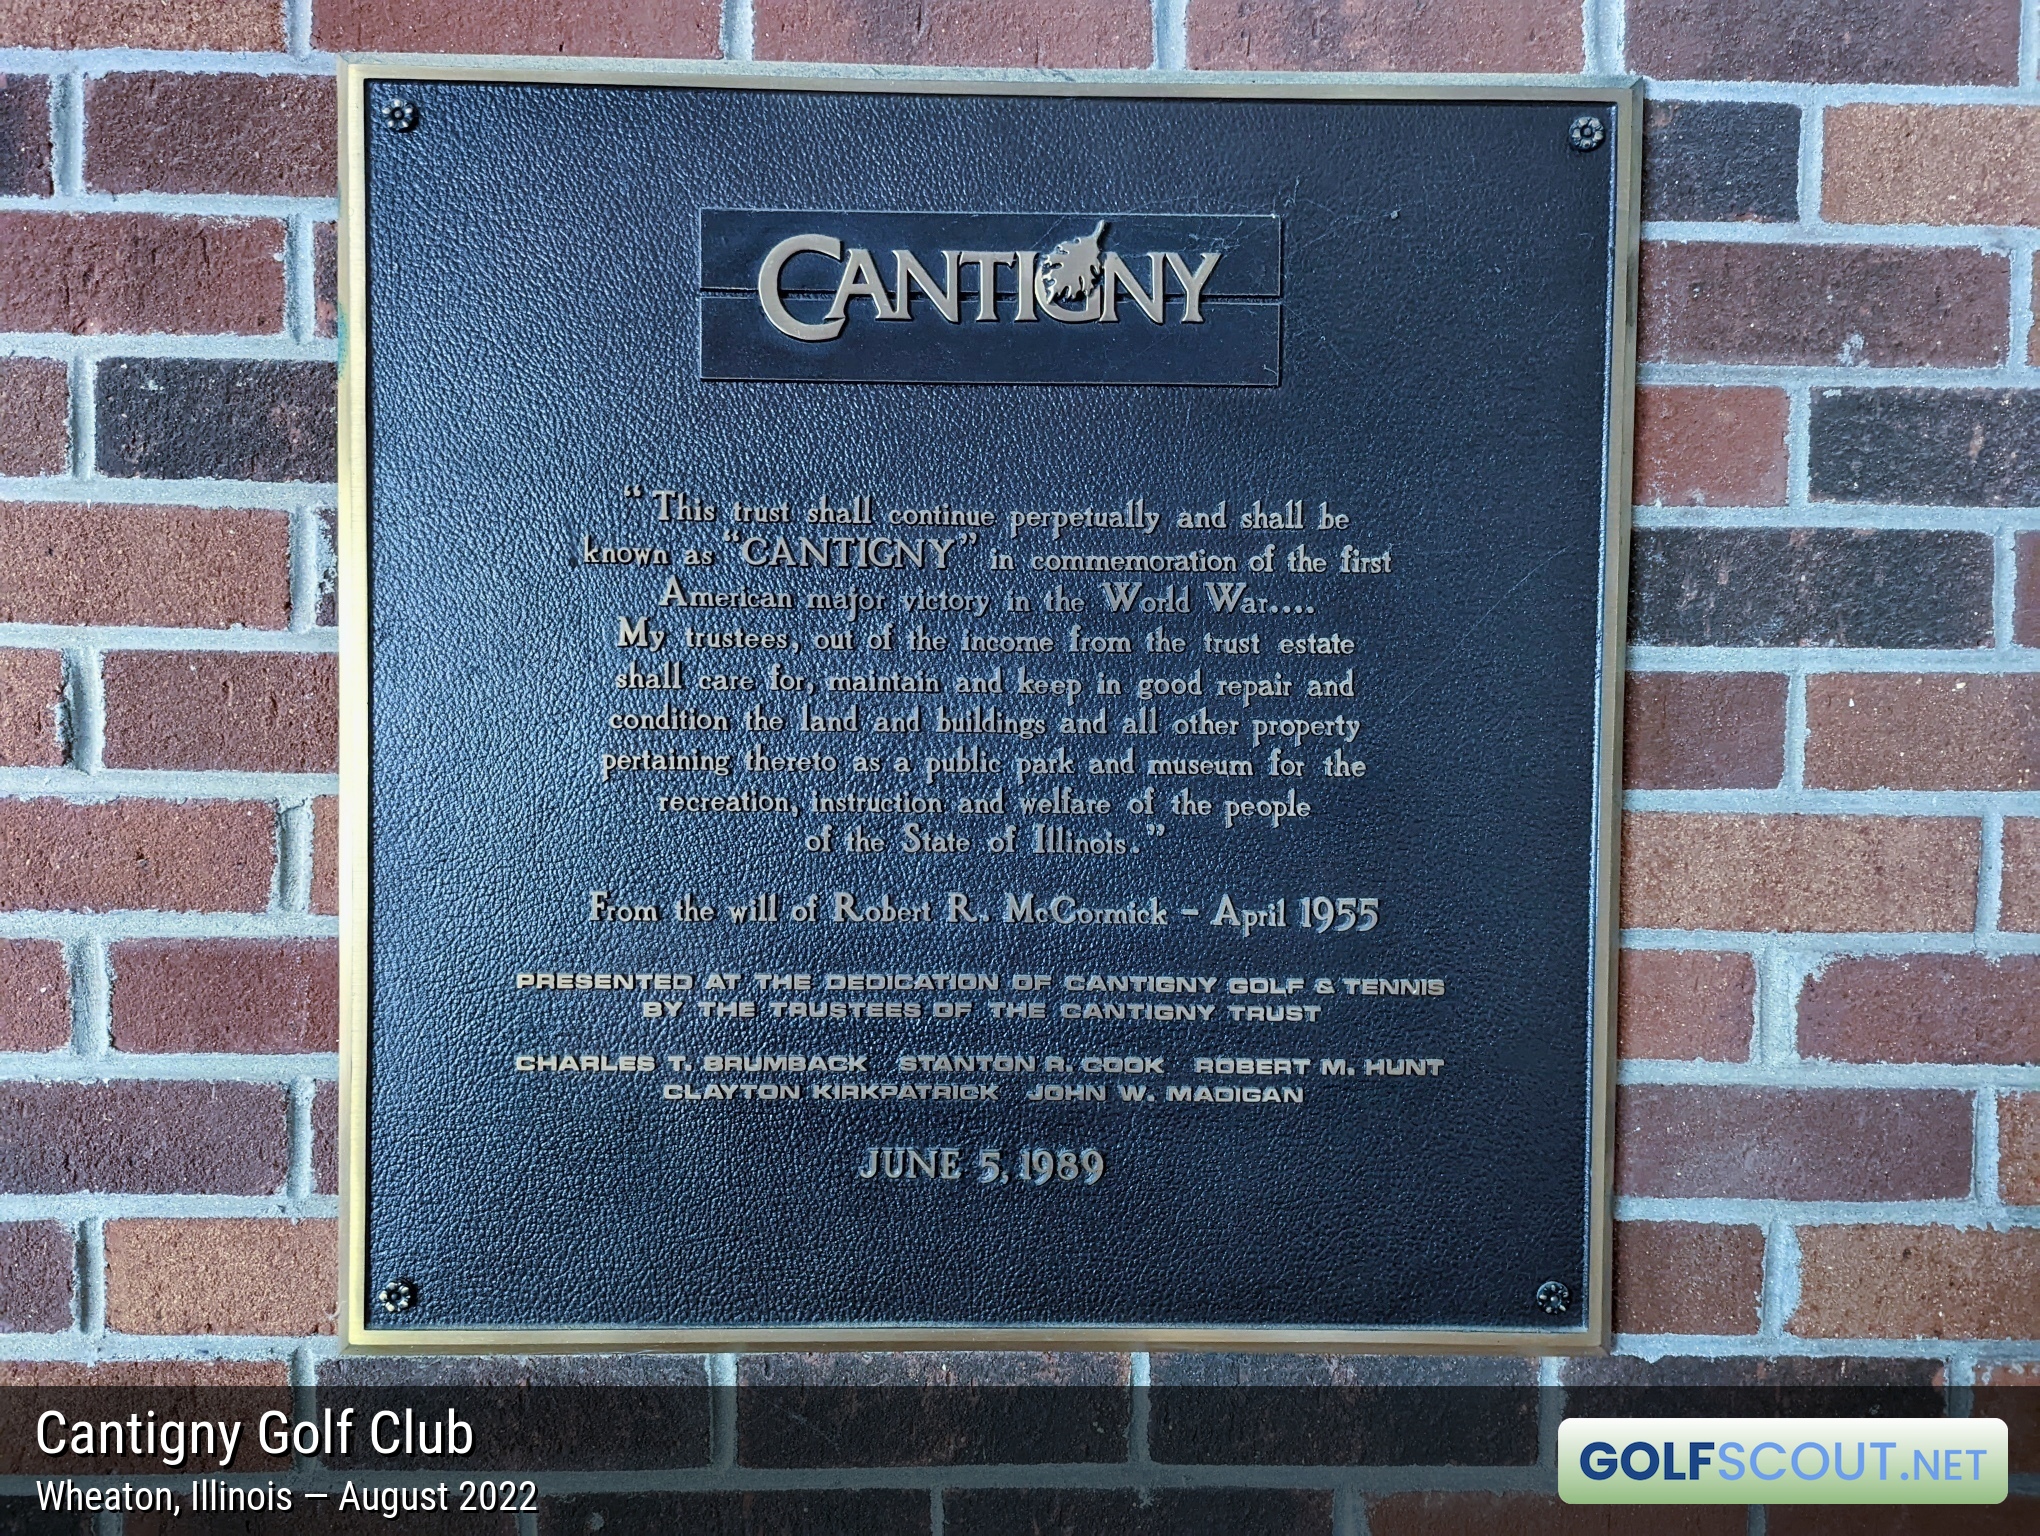 CANTIGNY
“This trust shall continue perpetually and shall be
known as “CANTIGNY” in commemoration of the first
American major victory in the World War....
My trustees, out of the income from the trust estate
shall care for, maintain and keep in good repair and
condition the land and buildings and all other property
pertaining thereto as a public park and museum for the
recreation, instruction and welfare of the people
of the State of Illinois.”
From the will of Robert R. McCormick – April 1955
PRESENTED AT THE DEDICATION OF CANTIGNY GOLF & TENNIS
BY THE TRUSTEES OF THE CANTIGNY TRUST
CHARLES T. BRUMBACK STANTON R. COOK ROBERT M. HUNT
CLAYTON KIRKPATRICK JOHN W. MADIGAN
JUNE 5, 1989
Cantigny Golf Club
Wheaton, Illinois — August 2022
GOLFSCOUT.NET